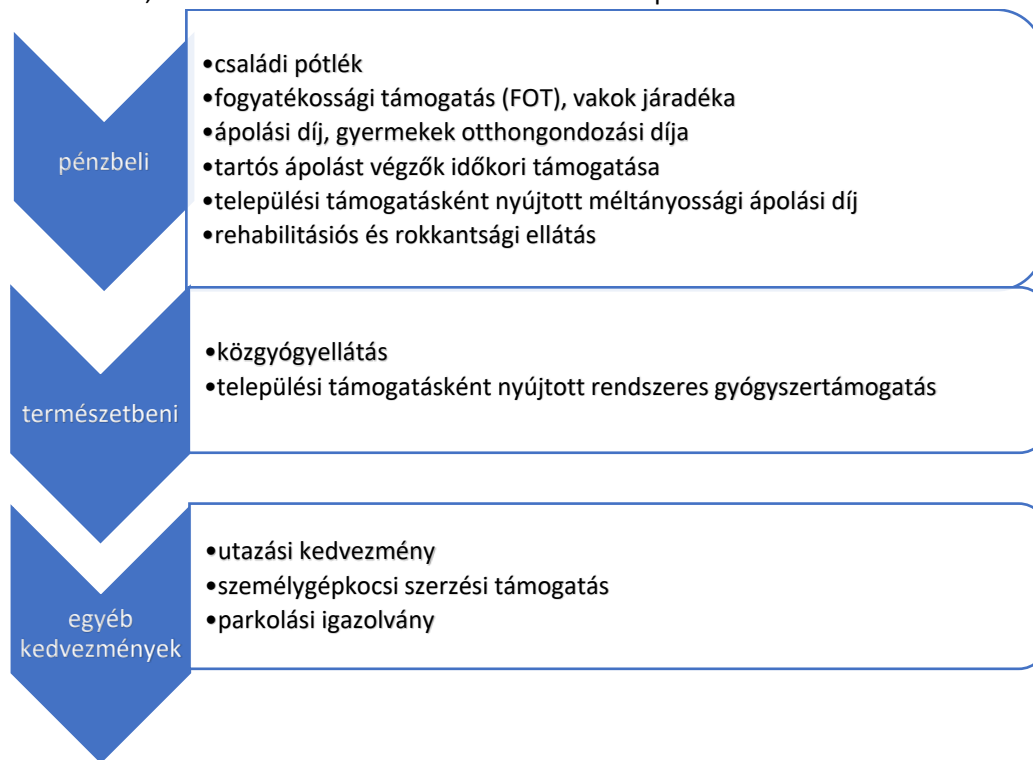 pénzbeli
•családi pótlék
•fogyatékossági támogatás (FOT), vakok járadéka
•ápolási díj, gyermekek otthongondozási díja
•tartós ápolást végzők időkori támogatása
•települési támogatásként nyújtott méltányossági ápolási díj
•rehabilitásiós és rokkantsági ellátás
természetbeni
•közgyógyellátás
•települési támogatásként nyújtott rendszeres gyógyszertámogatás
egyéb
kedvezmények
•utazási kedvezmény
•személygépkocsi szerzési támogatás
•parkolási igazolvány